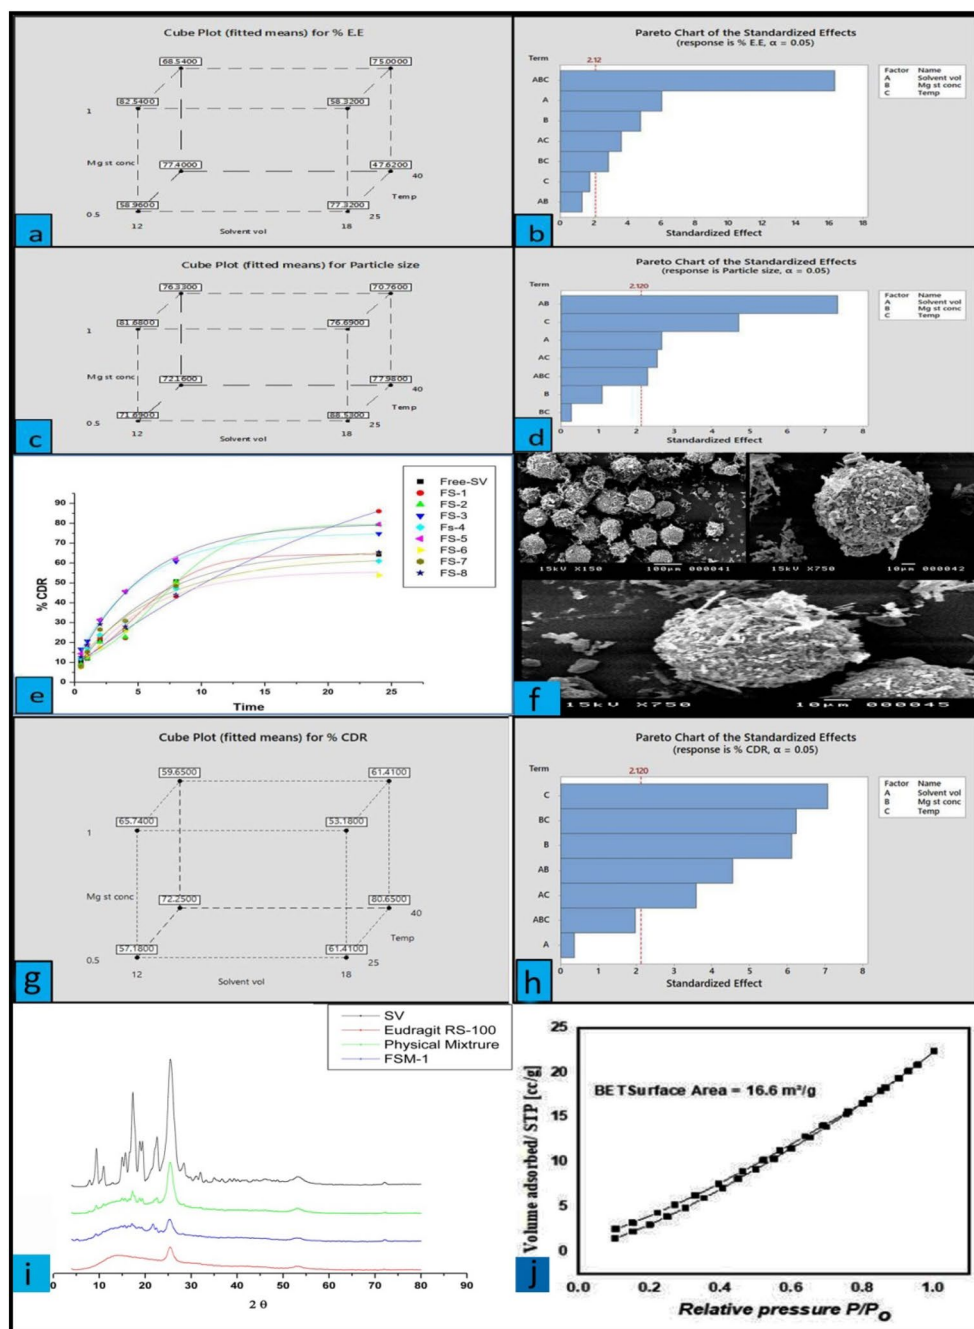 Cube Plot (fitted means) for % E.E
68.5400
75.0000
82.5400
58.3200
1
Mg st conc
77.4000
47.6200
40
Temp
0.5
58.9600
77.3200
25
12
18
Solvent vol
a
Pareto Chart of the Standardized Effects
(response is % E.E, α = 0.05)
Term
2.12
Factor Name
A Solvent vol
B Mg st conc
C Temp
ABC
A
B
AC
BC
C
AB
0 2 4 6 8 10 12 14 16 18
Standardized Effect
b
Cube Plot (fitted means) for Particle size
76.3300
70.7600
81.6800
76.6900
1
Mg st conc
72.1600
77.9800
40
Temp
0.5
71.6900
88.5300
25
12
18
Solvent vol
c
Pareto Chart of the Standardized Effects
(response is Particle size, α = 0.05)
Term
2.120
Factor Name
A Solvent vol
B Mg st conc
C Temp
AB
C
A
AC
ABC
B
BC
0 1 2 3 4 5 6 7 8
Standardized Effect
d
90
80
70
60
50
40
30
20
10
0
% CDR
Free-SV
FS-1
FS-2
FS-3
Fs-4
FS-5
FS-6
FS-7
FS-8
0 5 10 15 20 25
Time
e
15kV X150 100μm 000041
15kV X750 10μm 000042
15kV X750 10μm 000045
f
Cube Plot (fitted means) for % CDR
59.6500
61.4100
65.7400
53.1800
1
Mg st conc
72.2500
80.6500
40
Temp
0.5
57.1800
61.4100
25
12
18
Solvent vol
g
Pareto Chart of the Standardized Effects
(response is % CDR, α = 0.05)
Term
2.120
Factor Name
A Solvent vol
B Mg st conc
C Temp
C
BC
B
AB
AC
ABC
A
0 1 2 3 4 5 6 7 8
Standardized Effect
h
SV
Eudragit RS-100
Physical Mixtrure
FSM-1
0 10 20 30 40 50 60 70 80 90
2 θ
i
25
20
15
10
5
0
Volume adsorbed/ STP [cc/g]
BETSurface Area = 16.6 m²/g
0.0 0.2 0.4 0.6 0.8 1.0
Relative pressure P/Po
j